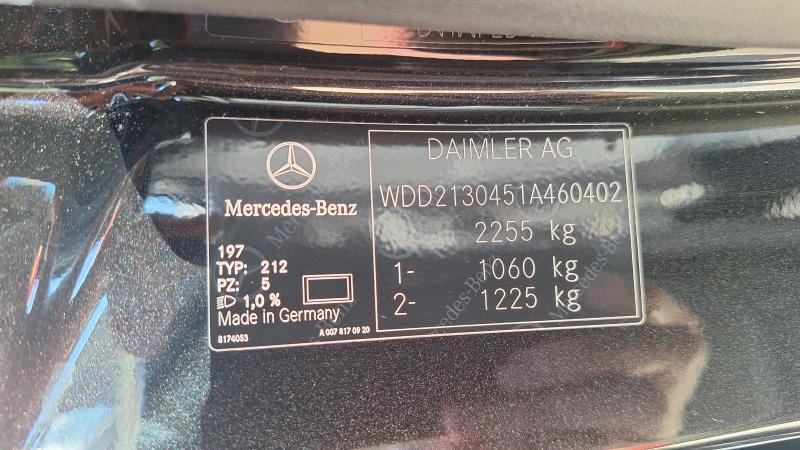 Mercedes-Benz
197
TYP: 212
PZ: 5
1,0 %
Made in Germany
8174053
A 007 817 09 20
DAIMLER AG
WDD2130451A460402
2255 kg
1- 1060 kg
2- 1225 kg